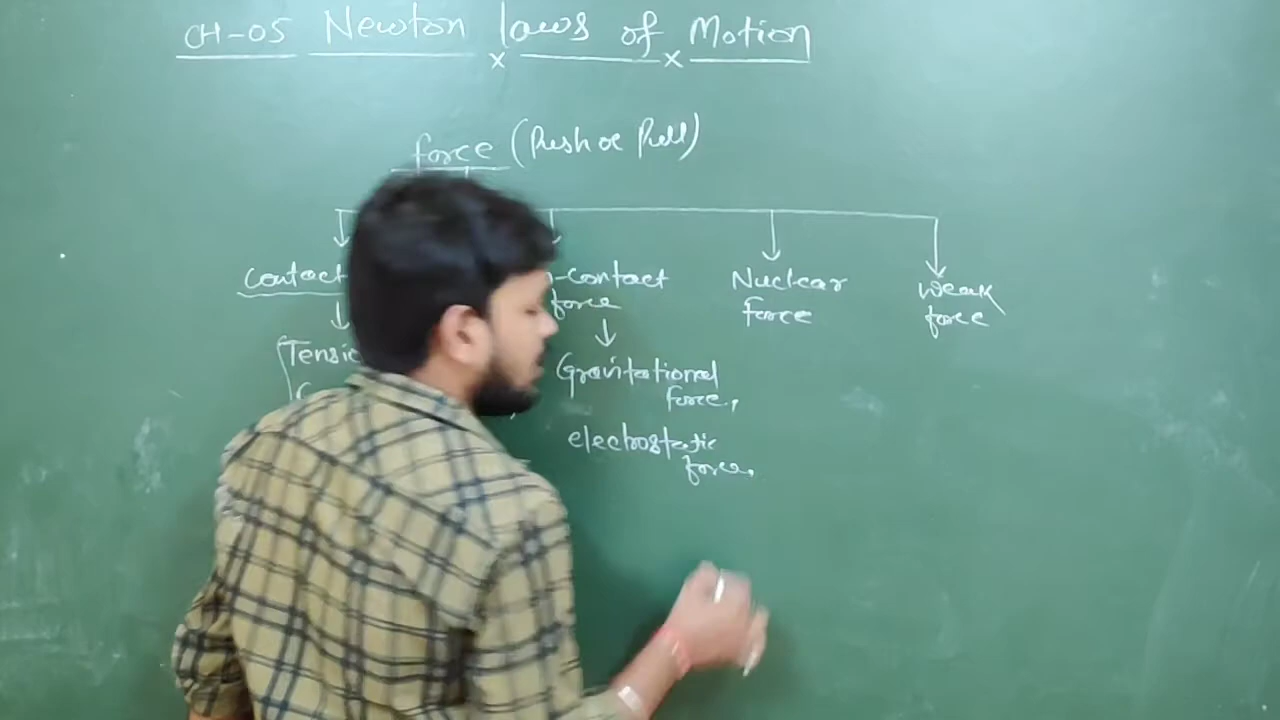 CH-05 Newton laws of Motion
force (Push or Pull)
Contact
-contact
force
Nuclear
force
Weak
force
Tensio
Gravitational
force,
electrostatic
force,